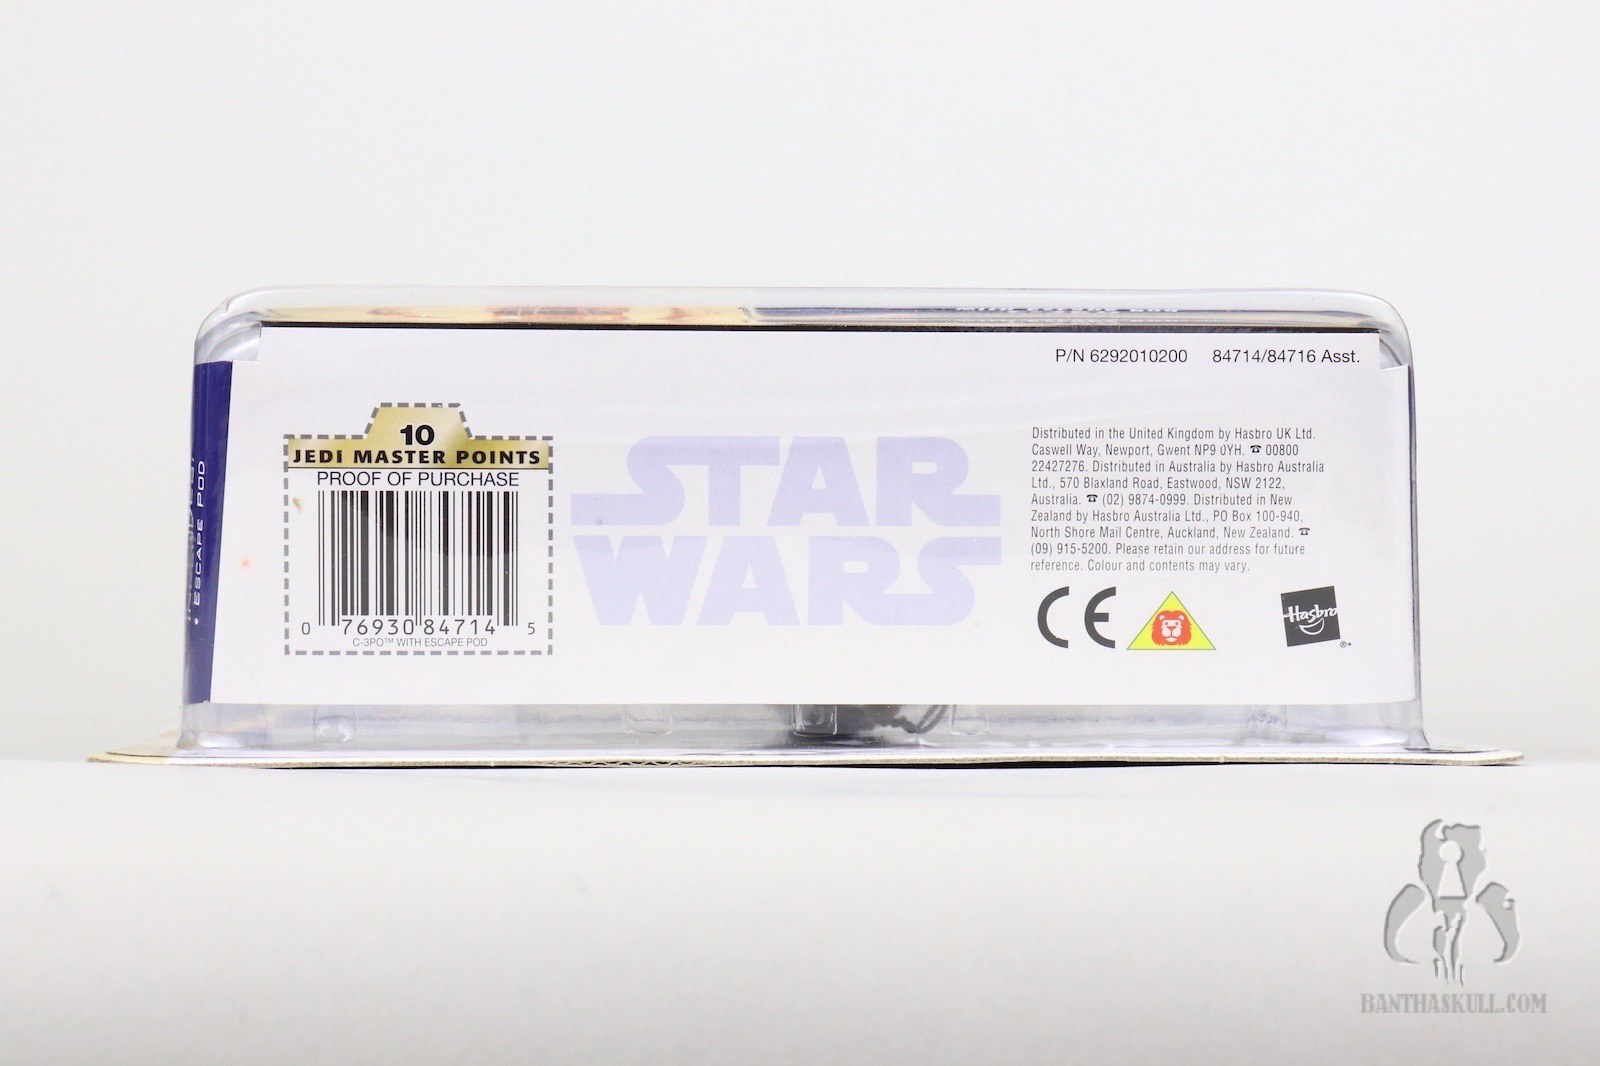 P/N 6292010200 84714/84716 Asst.
10
JEDI MASTER POINTS
PROOF OF PURCHASE
0 76930 84714 5
C-3PO™ WITH ESCAPE POD
STAR
WARS
Distributed in the United Kingdom by Hasbro UK Ltd.
Caswell Way, Newport, Gwent NP9 0YH. ☎ 00800
22427276. Distributed in Australia by Hasbro Australia
Ltd., 570 Blaxland Road, Eastwood, NSW 2122,
Australia. ☎ (02) 9874-0999. Distributed in New
Zealand by Hasbro Australia Ltd., PO Box 100-940,
North Shore Mail Centre, Auckland, New Zealand. ☎
(09) 915-5200. Please retain our address for future
reference. Colour and contents may vary.
CE
Hasbro
®*
• ESCAPE POD
BANTHASKULL.COM